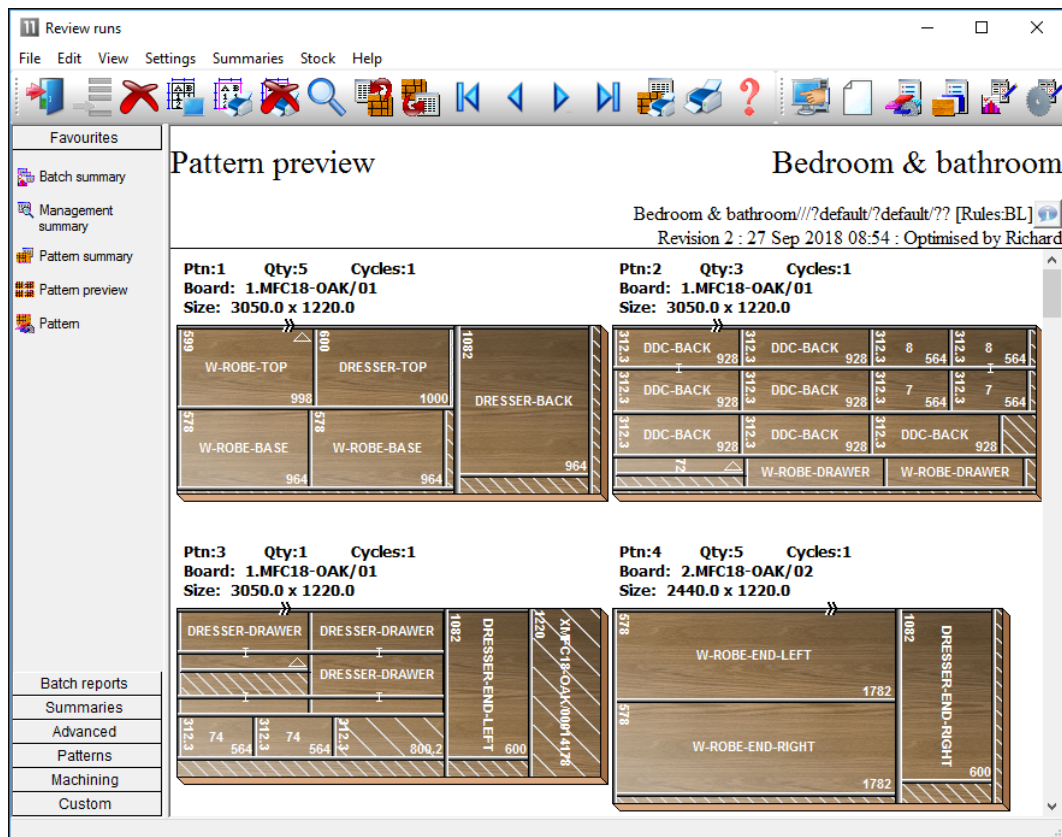 11 Review runs
File Edit View Settings Summaries Stock Help
Favourites
Batch summary
Management
summary
Pattern summary
Pattern preview
Pattern
Batch reports
Summaries
Advanced
Patterns
Machining
Custom
Pattern preview
Bedroom & bathroom
Bedroom & bathroom///?default/?default/?? [Rules:BL]
Revision 2 : 27 Sep 2018 08:54 : Optimised by Richard
Ptn:1 Qty:5 Cycles:1
Board: 1.MFC18-OAK/01
Size: 3050.0 x 1220.0
599 W-ROBE-TOP 998
600 DRESSER-TOP 1000
1082 DRESSER-BACK 964
578 W-ROBE-BASE 964
578 W-ROBE-BASE 964
Ptn:2 Qty:3 Cycles:1
Board: 1.MFC18-OAK/01
Size: 3050.0 x 1220.0
312.3 DDC-BACK 928
312.3 DDC-BACK 928
312.3 8 564
312.3 8 564
312.3 DDC-BACK 928
312.3 DDC-BACK 928
312.3 7 564
312.3 7 564
312.3 DDC-BACK 928
312.3 DDC-BACK 928
312.3 DDC-BACK 928
72
W-ROBE-DRAWER
W-ROBE-DRAWER
Ptn:3 Qty:1 Cycles:1
Board: 1.MFC18-OAK/01
Size: 3050.0 x 1220.0
DRESSER-DRAWER
DRESSER-DRAWER
DRESSER-DRAWER
312.3 74 564
312.3 74 564
312.3 800,2
1082 DRESSER-END-LEFT 600
1220 XMFC18-OAK/00014178
Ptn:4 Qty:5 Cycles:1
Board: 2.MFC18-OAK/02
Size: 2440.0 x 1220.0
578 W-ROBE-END-LEFT 1782
578 W-ROBE-END-RIGHT 1782
1082 DRESSER-END-RIGHT 600